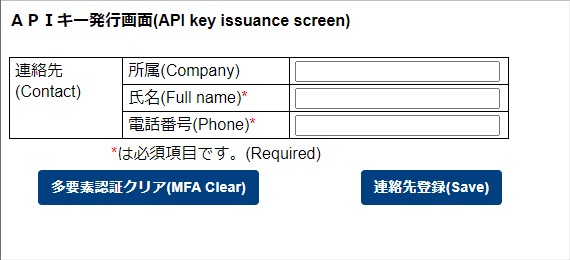 ＡＰＩキー発行画面(API key issuance screen)
連絡先
(Contact)
所属(Company)
氏名(Full name)*
電話番号(Phone)*
*は必須項目です。(Required)
多要素認証クリア(MFA Clear)
連絡先登録(Save)